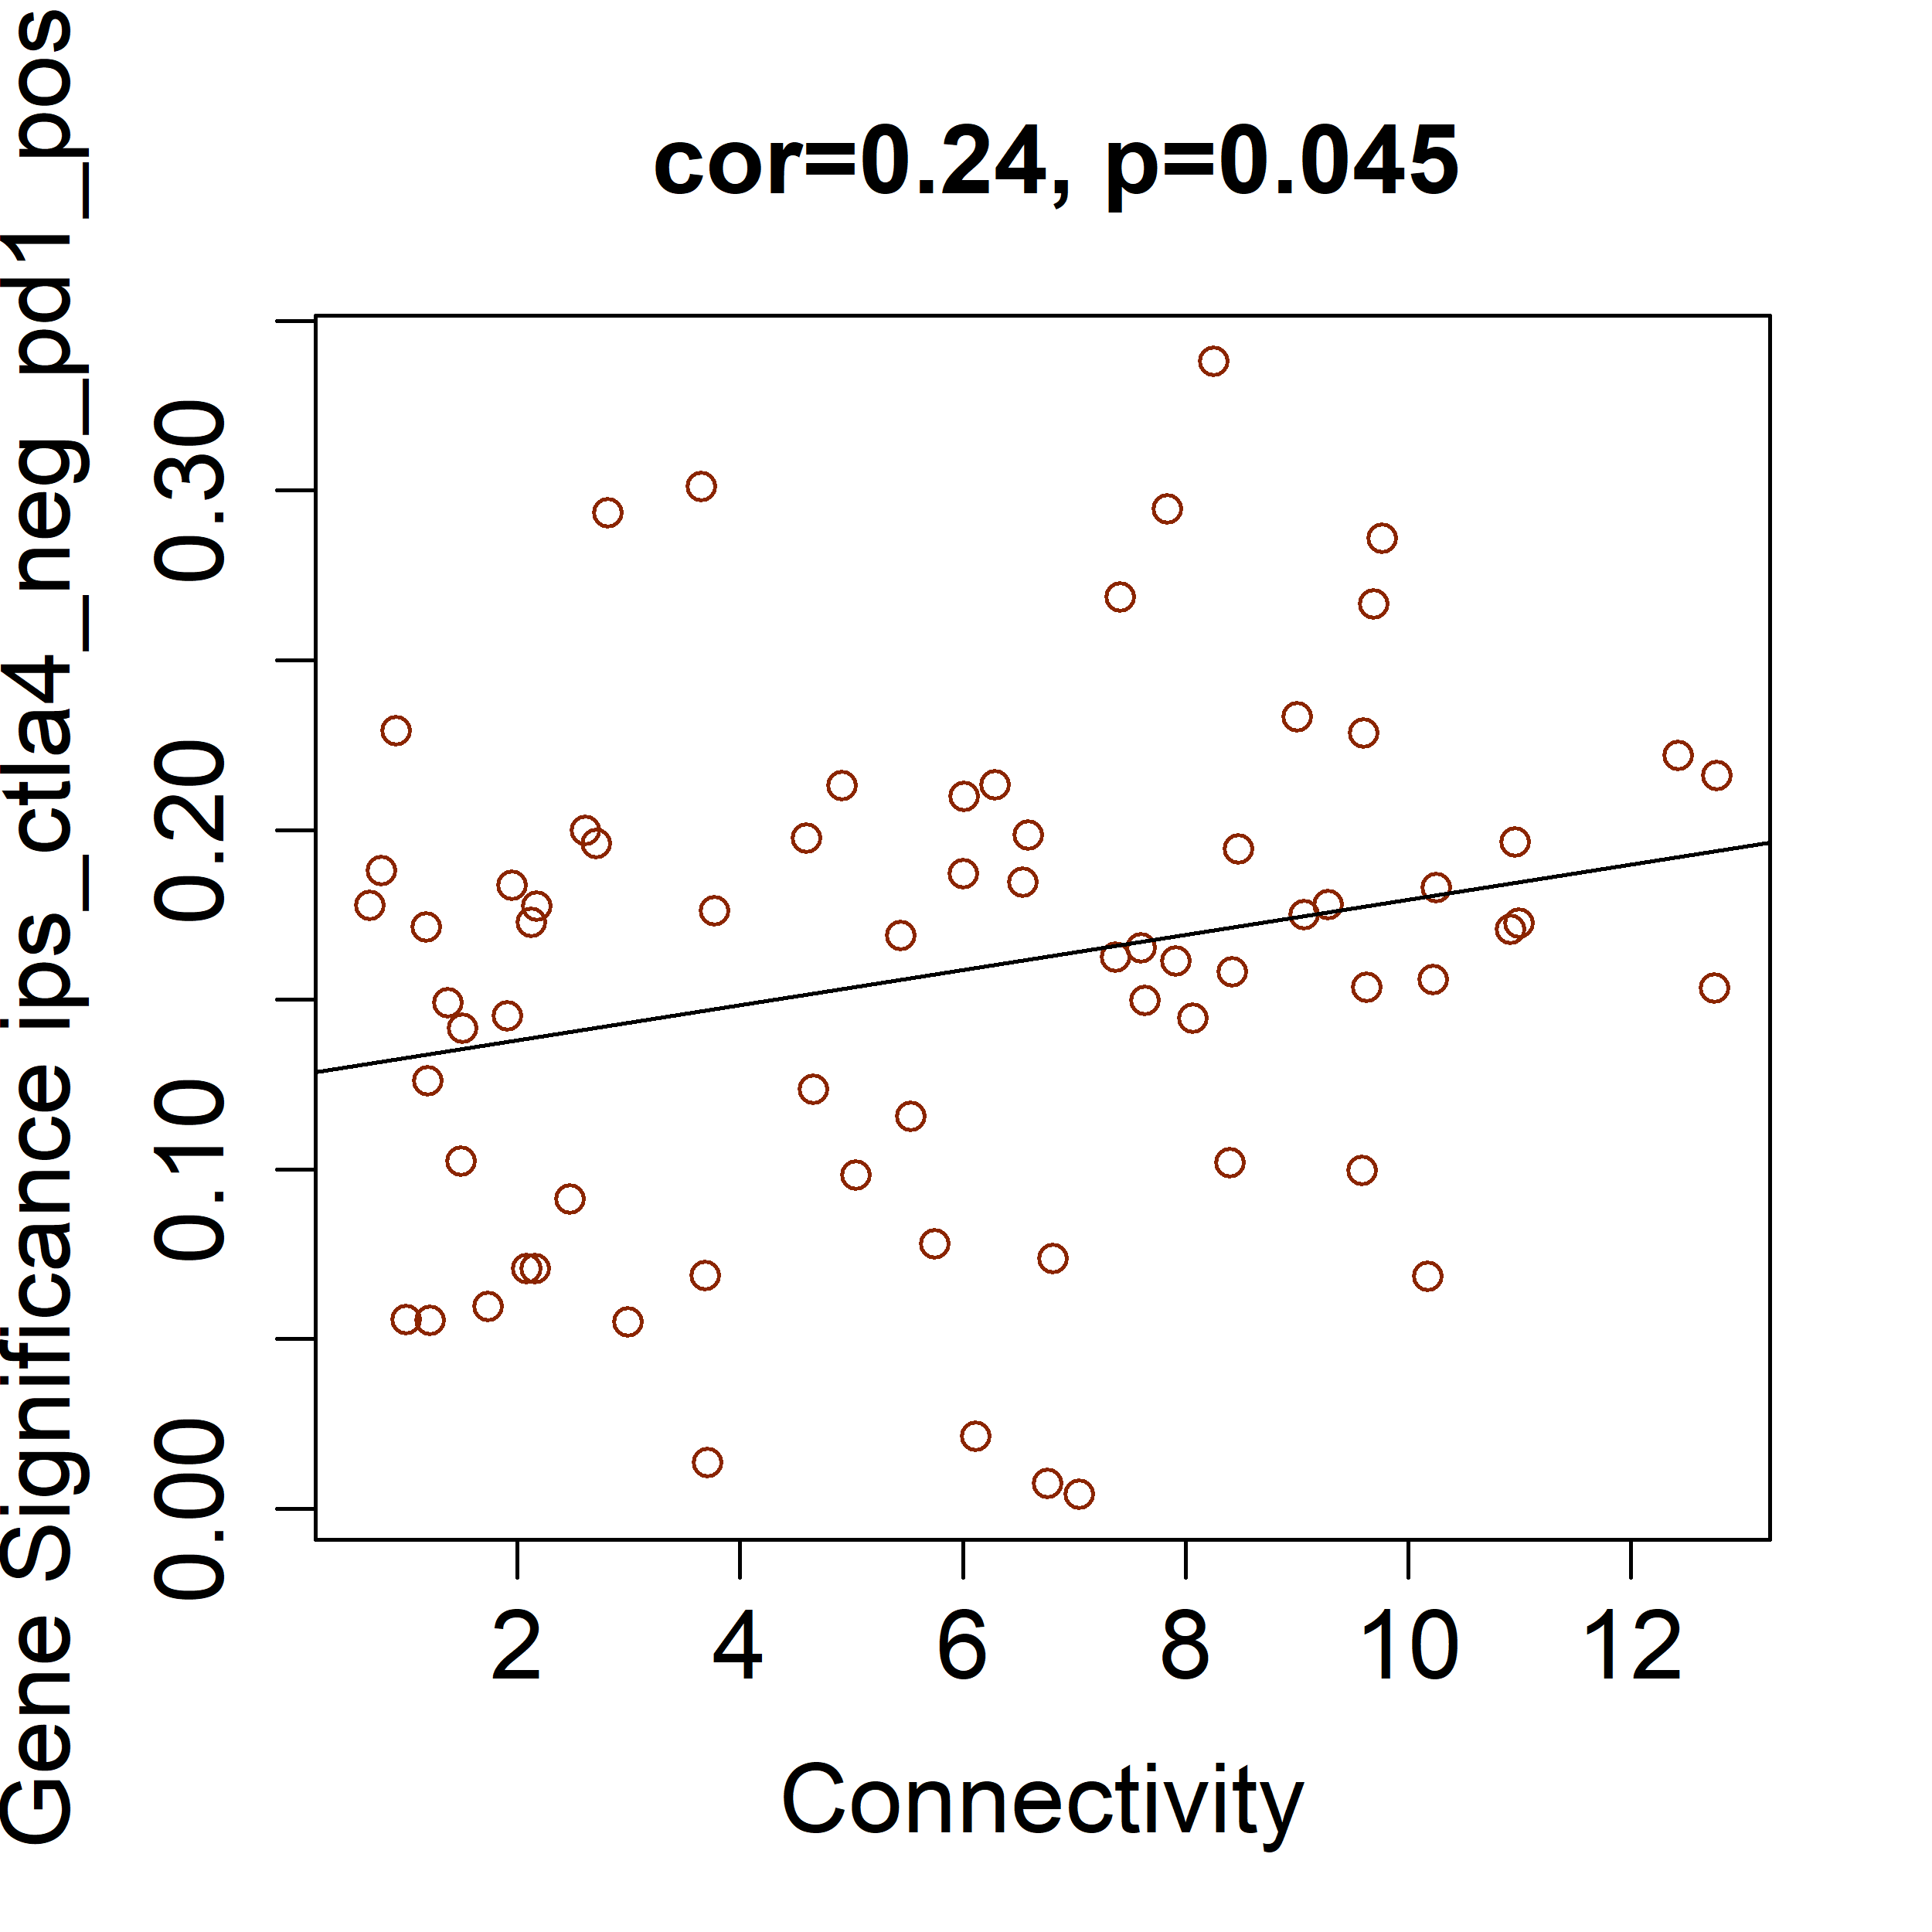 cor=0.24, p=0.045
Gene Significance ips_ctla4_neg_pd1_pos
0.30
0.20
0.10
0.00
2 4 6 8 10 12
Connectivity